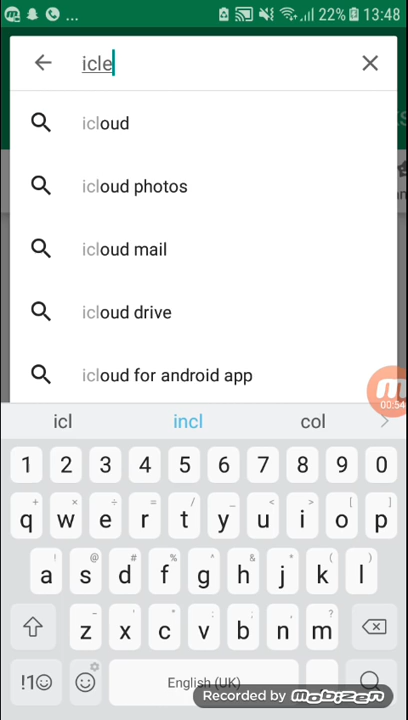 ... 22% 13:48
icle
icloud
icloud photos
icloud mail
icloud drive
icloud for android app
00:54
icl incl col
1 2 3 4 5 6 7 8 9 0
+ × ÷ = / _ < > [ ]
q w e r t y u i o p
! @ # % ^ & * ( )
a s d f g h j k l
- ' " : ; , ?
z x c v b n m
!1☺ English (UK)
Recorded by mobizen